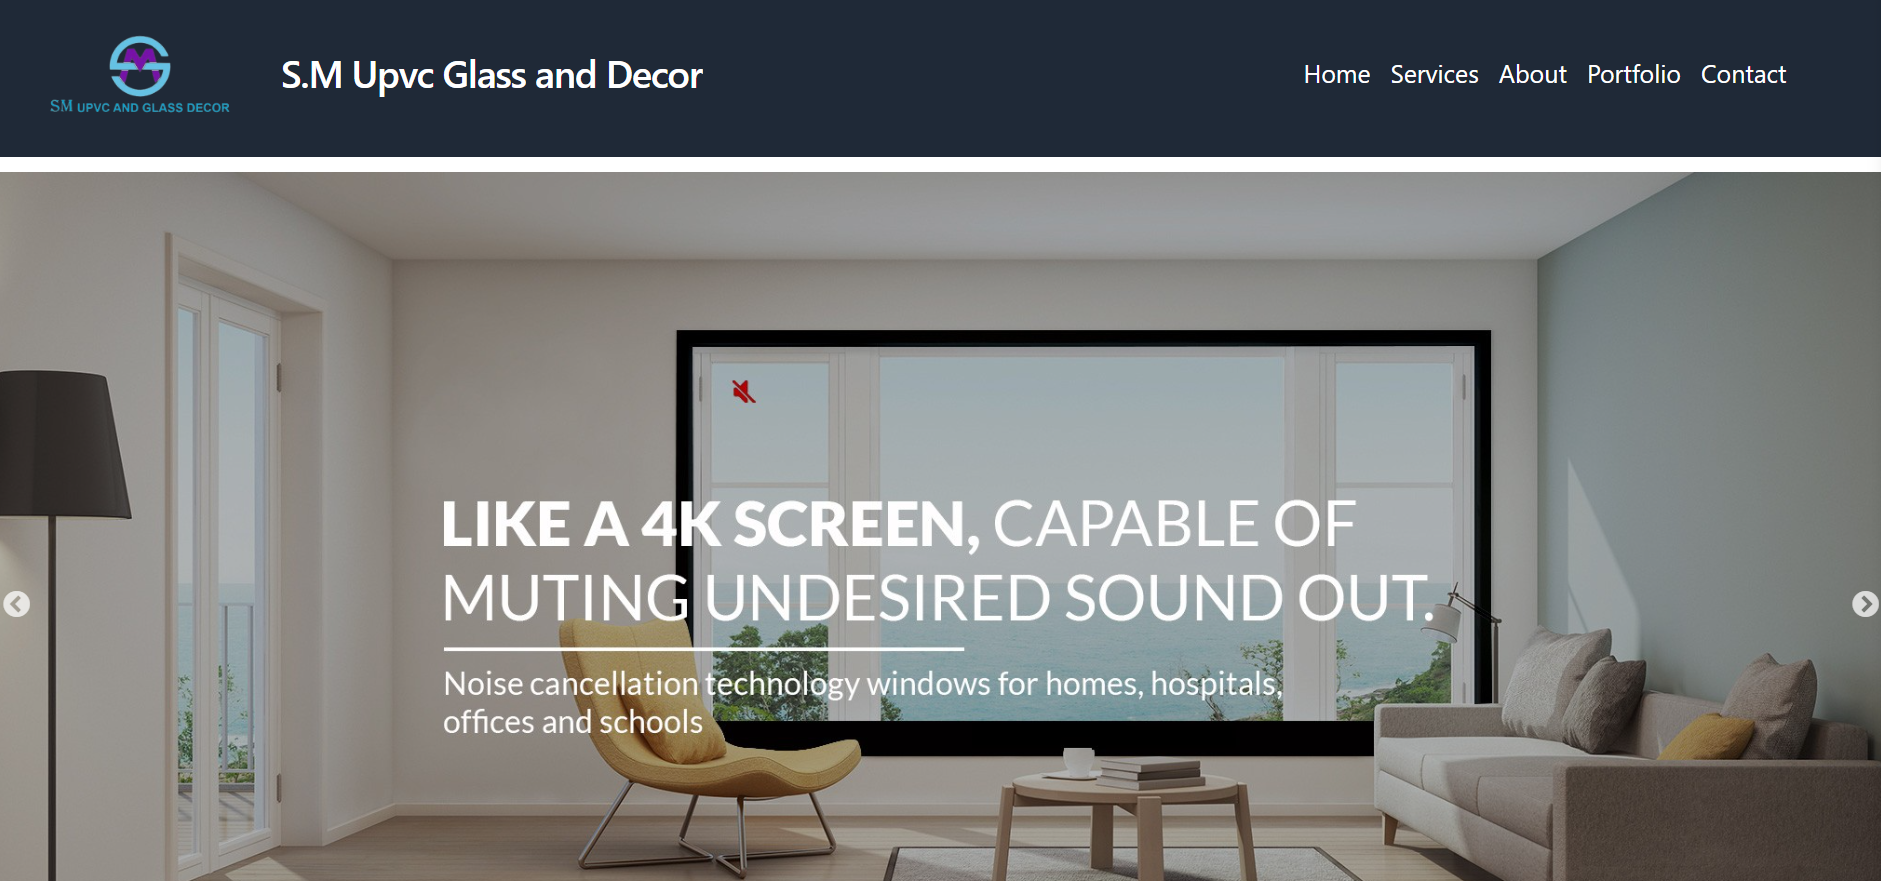 SM UPVC AND GLASS DECOR
S.M Upvc Glass and Decor
Home Services About Portfolio Contact
LIKE A 4K SCREEN, CAPABLE OF
MUTING UNDESIRED SOUND OUT.
Noise cancellation technology windows for homes, hospitals,
offices and schools